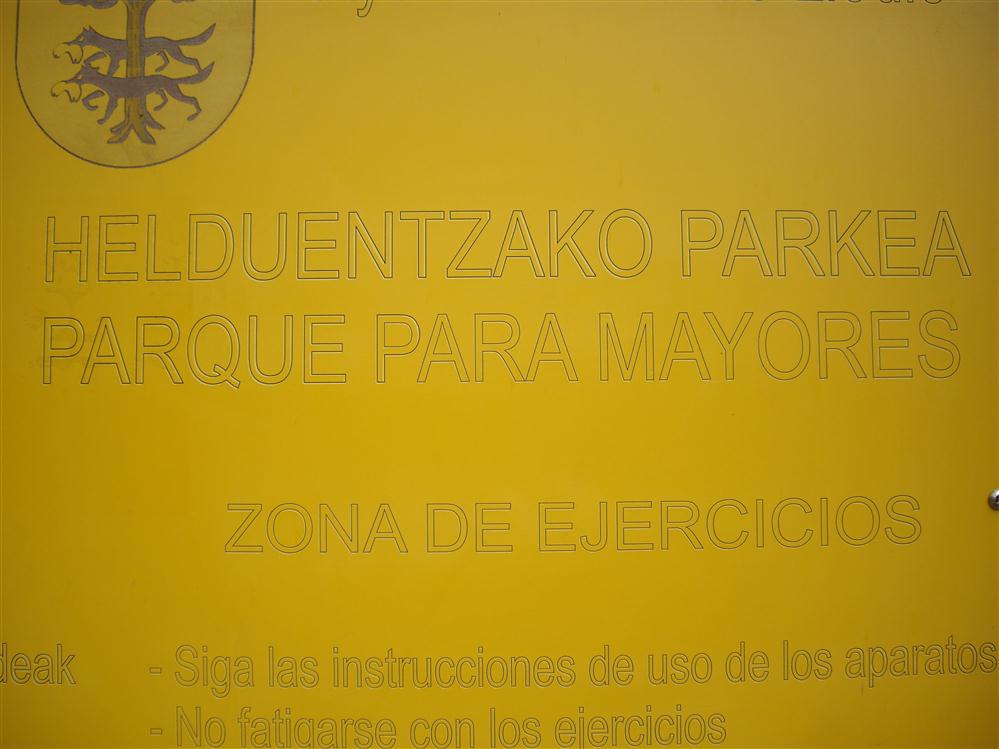 HELDUENTZAKO PARKEA
PARQUE PARA MAYORES
ZONA DE EJERCICIOS
deak - Siga las instrucciones de uso de los aparatos
- No fatigarse con los ejercicios